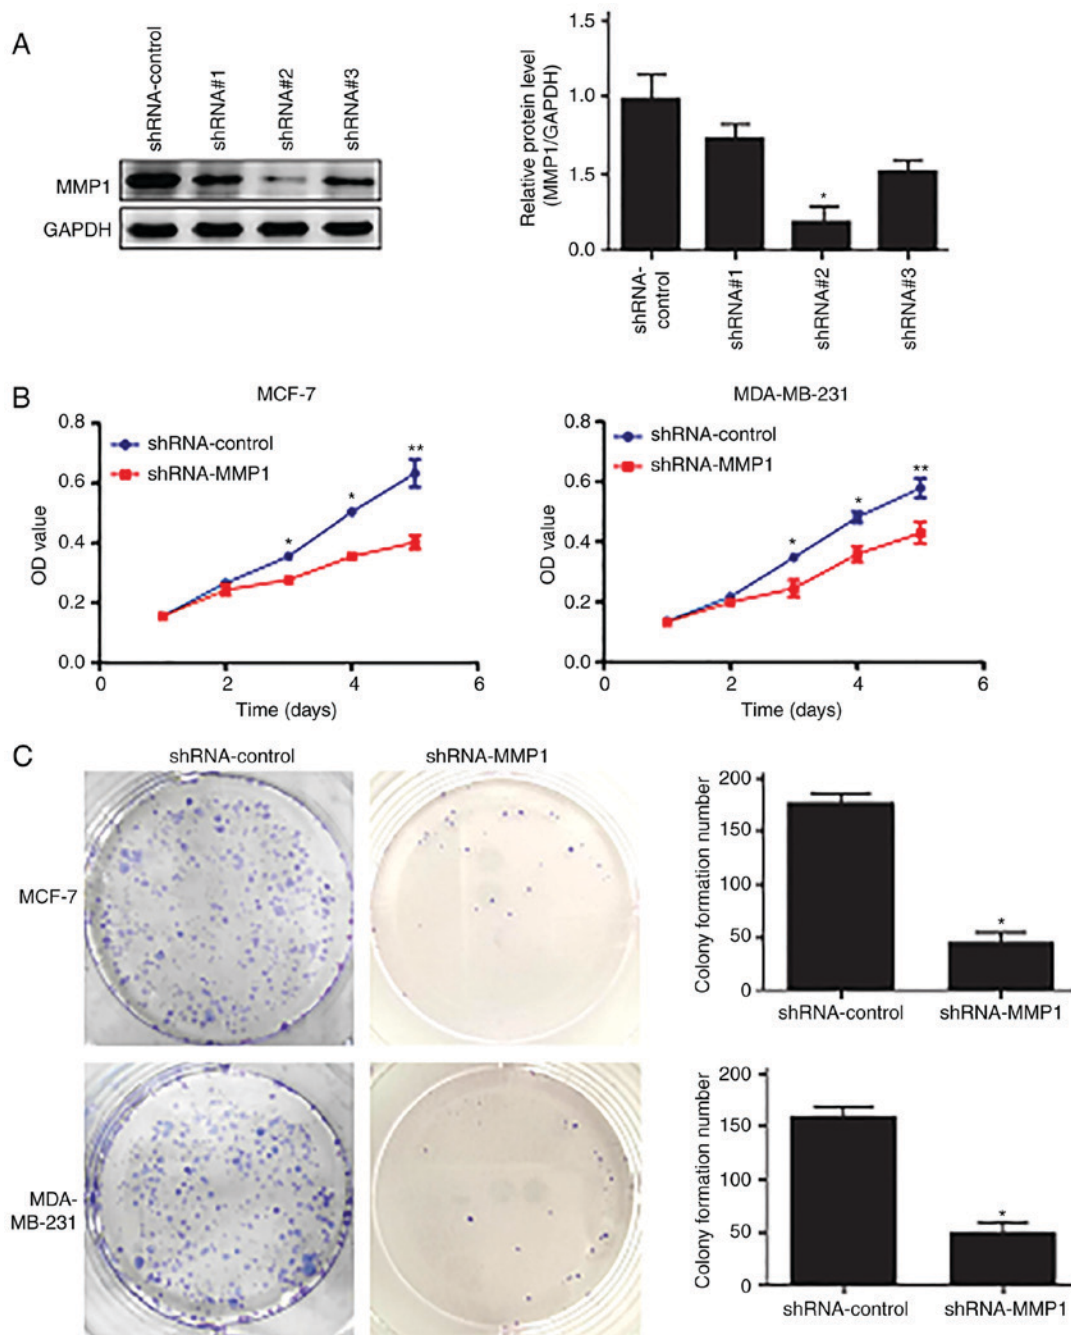 A
shRNA-control
shRNA#1
shRNA#2
shRNA#3
MMP1
GAPDH
Relative protein level
(MMP1/GAPDH)
1.5
1.0
1.5
0.0
*
shRNA-
control
shRNA#1
shRNA#2
shRNA#3
B
MCF-7
OD value
0.8
0.6
0.4
0.2
0.0
shRNA-control
shRNA-MMP1
*
*
**
0
2
4
6
Time (days)
MDA-MB-231
OD value
0.8
0.6
0.4
0.2
0.0
shRNA-control
shRNA-MMP1
*
*
**
0
2
4
6
Time (days)
C
shRNA-control
shRNA-MMP1
MCF-7
Colony formation number
200
150
100
50
0
*
shRNA-control
shRNA-MMP1
MDA-
MB-231
Colony formation number
200
150
100
50
0
*
shRNA-control
shRNA-MMP1